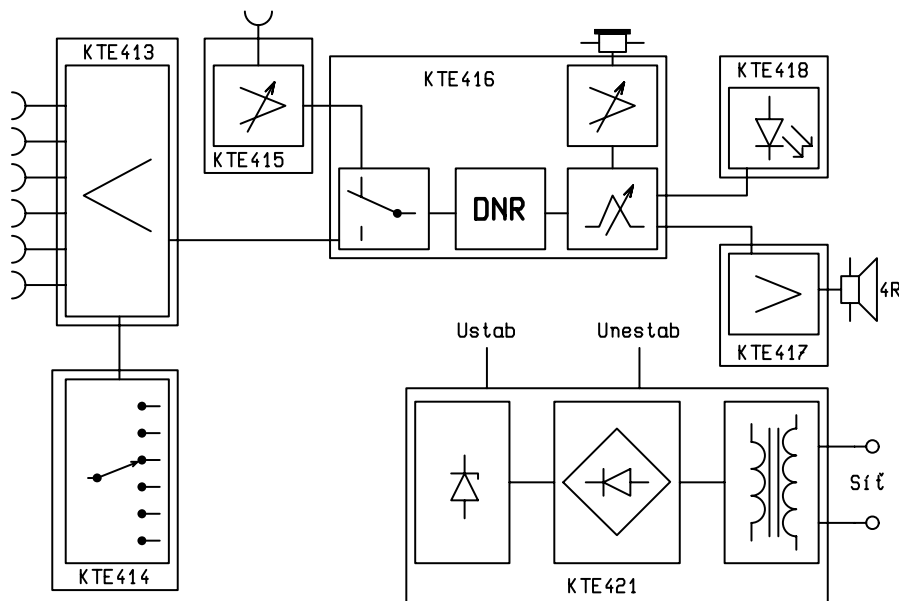 KTE413
KTE415
KTE416
KTE418
DNR
4R
KTE417
Ustab
Unestab
Síť
KTE414
KTE421